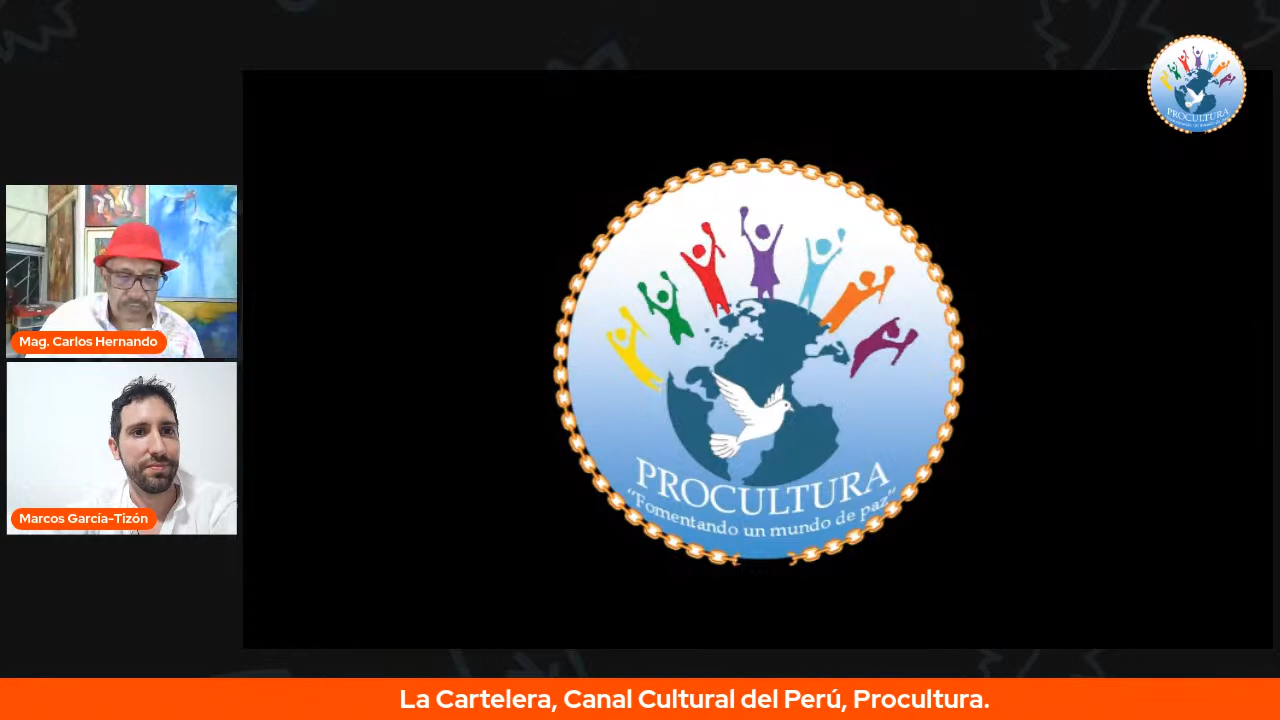 PROCULTURA
Mag. Carlos Hernando
Marcos García-Tizón
PROCULTURA
"Fomentando un mundo de paz"
La Cartelera, Canal Cultural del Perú, Procultura.